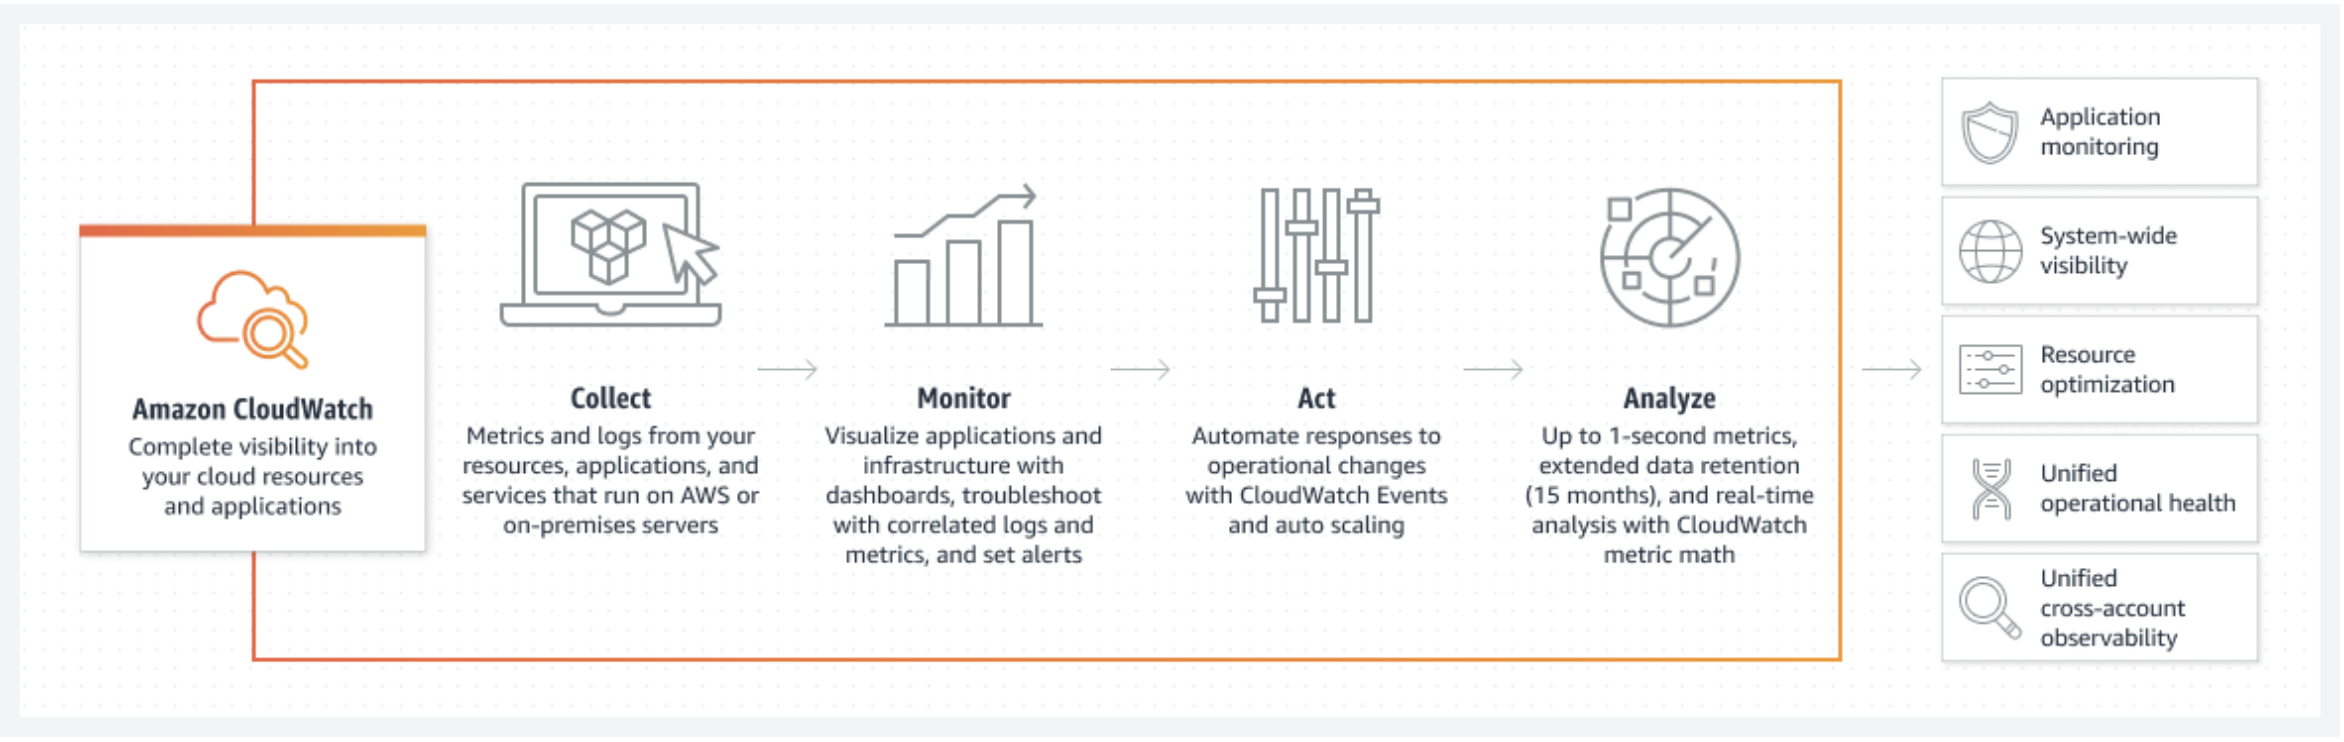 Amazon CloudWatch
Complete visibility into
your cloud resources
and applications
Collect
Metrics and logs from your
resources, applications, and
services that run on AWS or
on-premises servers
Monitor
Visualize applications and
infrastructure with
dashboards, troubleshoot
with correlated logs and
metrics, and set alerts
Act
Automate responses to
operational changes
with CloudWatch Events
and auto scaling
Analyze
Up to 1-second metrics,
extended data retention
(15 months), and real-time
analysis with CloudWatch
metric math
Application
monitoring
System-wide
visibility
Resource
optimization
Unified
operational health
Unified
cross-account
observability